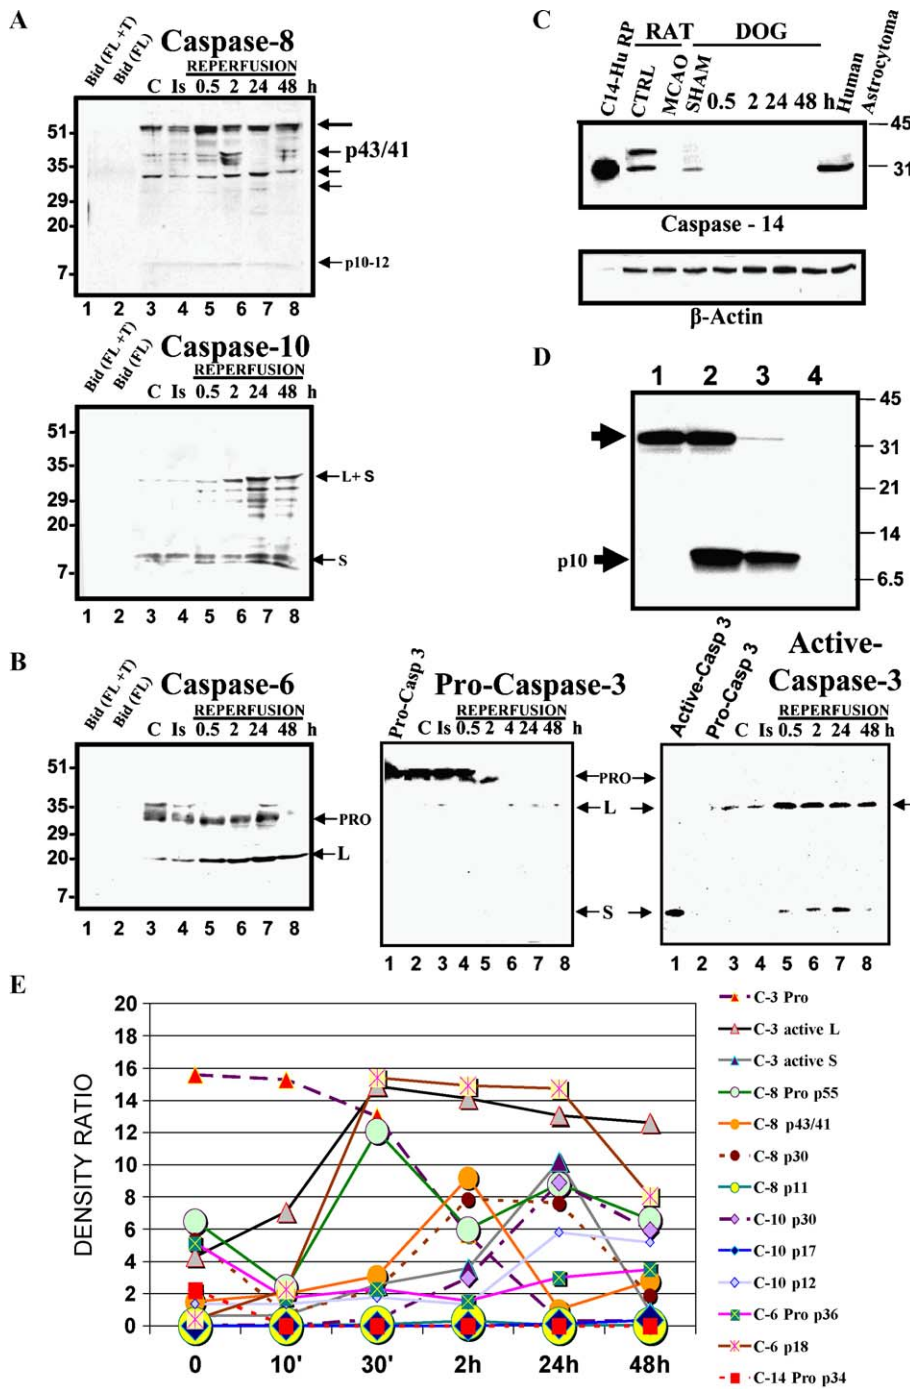 A
Bid (FL +T)
Bid (FL)
Caspase-8
REPERFUSION
C Is 0.5 2 24 48 h
51
35
29
20
7
p43/41
p10-12
1 2 3 4 5 6 7 8
Bid (FL +T)
Bid (FL)
Caspase-10
REPERFUSION
C Is 0.5 2 24 48 h
51
35
29
20
7
L+ S
S
1 2 3 4 5 6 7 8
C
C14-Hu RP
RAT
DOG
CTRL
MCAO
SHAM
0.5 2 24 48 h
Human
Astrocytoma
45
31
Caspase - 14
β-Actin
D
1 2 3 4
45
31
21
14
6.5
p10
B
Bid (FL +T)
Bid (FL)
Caspase-6
REPERFUSION
C Is 0.5 2 24 48 h
51
35
29
20
7
PRO
L
1 2 3 4 5 6 7 8
Pro-Casp 3
Pro-Caspase-3
REPERFUSION
C Is 0.5 2 4 24 48 h
PRO
L
S
1 2 3 4 5 6 7 8
Active-Casp 3
Pro-Casp 3
Active-
Caspase-3
REPERFUSION
C Is 0.5 2 24 48 h
1 2 3 4 5 6 7 8
E
DENSITY RATIO
20
18
16
14
12
10
8
6
4
2
0
0 10' 30' 2h 24h 48h
C-3 Pro
C-3 active L
C-3 active S
C-8 Pro p55
C-8 p43/41
C-8 p30
C-8 p11
C-10 p30
C-10 p17
C-10 p12
C-6 Pro p36
C-6 p18
C-14 Pro p34